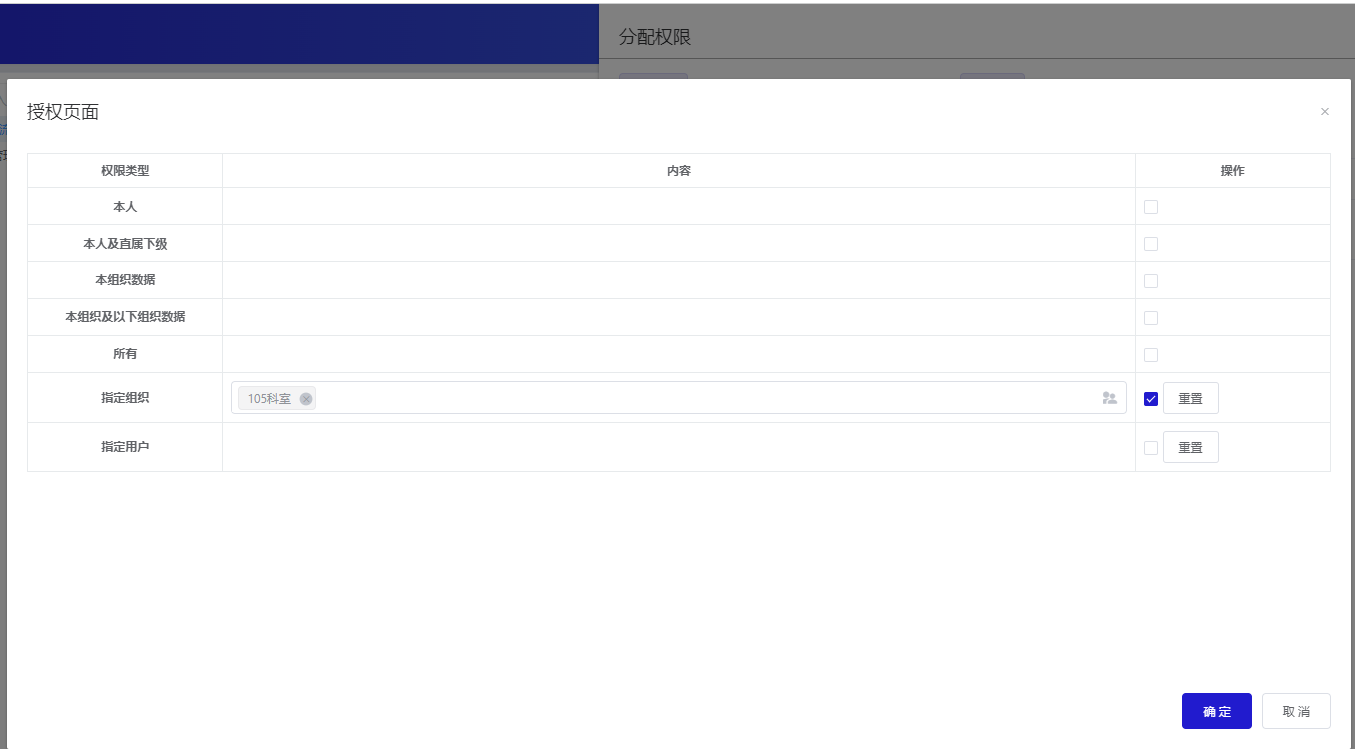 分配权限
授权页面
权限类型 内容 操作
本人
本人及直属下级
本组织数据
本组织及以下组织数据
所有
指定组织 105科室 重置
指定用户 重置
确定 取消